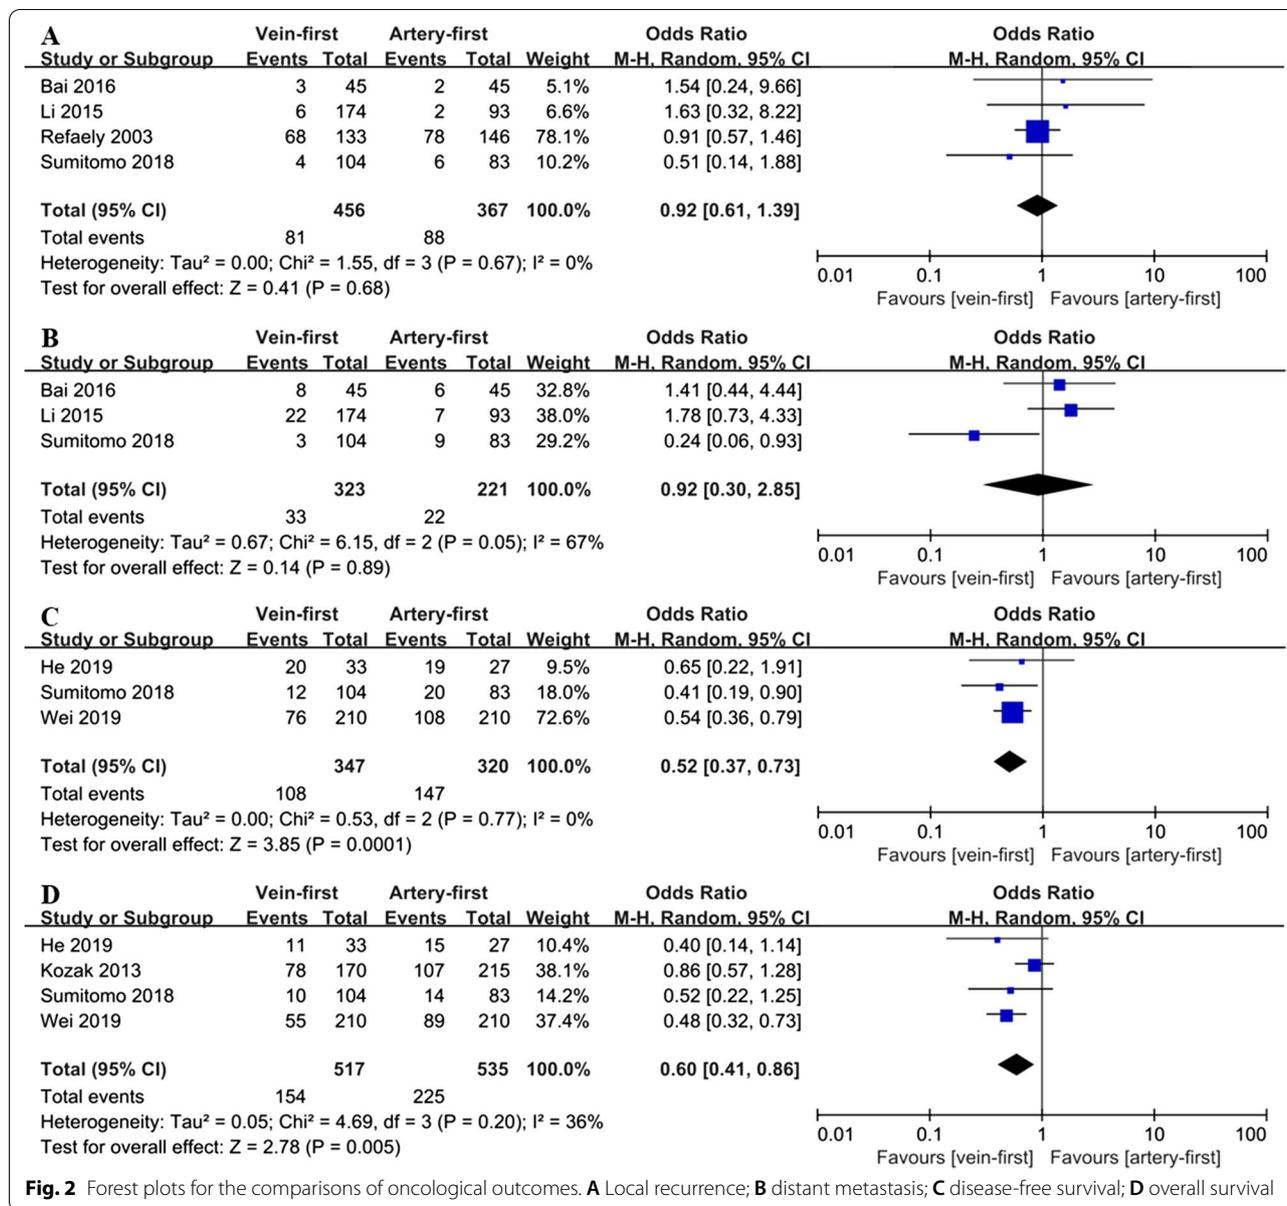 A Vein-first Artery-first Odds Ratio Odds Ratio
Study or Subgroup Events Total Events Total Weight M-H, Random, 95% CI M-H, Random, 95% CI
Bai 2016 3 45 2 45 5.1% 1.54 [0.24, 9.66]
Li 2015 6 174 2 93 6.6% 1.63 [0.32, 8.22]
Refaely 2003 68 133 78 146 78.1% 0.91 [0.57, 1.46]
Sumitomo 2018 4 104 6 83 10.2% 0.51 [0.14, 1.88]
Total (95% CI) 456 367 100.0% 0.92 [0.61, 1.39]
Total events 81 88
Heterogeneity: Tau² = 0.00; Chi² = 1.55, df = 3 (P = 0.67); I² = 0%
0.01 0.1 1 10 100
Test for overall effect: Z = 0.41 (P = 0.68)
Favours [vein-first] Favours [artery-first]
B Vein-first Artery-first Odds Ratio Odds Ratio
Study or Subgroup Events Total Events Total Weight M-H, Random, 95% CI M-H, Random, 95% CI
Bai 2016 8 45 6 45 32.8% 1.41 [0.44, 4.44]
Li 2015 22 174 7 93 38.0% 1.78 [0.73, 4.33]
Sumitomo 2018 3 104 9 83 29.2% 0.24 [0.06, 0.93]
Total (95% CI) 323 221 100.0% 0.92 [0.30, 2.85]
Total events 33 22
Heterogeneity: Tau² = 0.67; Chi² = 6.15, df = 2 (P = 0.05); I² = 67%
0.01 0.1 1 10 100
Test for overall effect: Z = 0.14 (P = 0.89)
Favours [vein-first] Favours [artery-first]
C Vein-first Artery-first Odds Ratio Odds Ratio
Study or Subgroup Events Total Events Total Weight M-H, Random, 95% CI M-H, Random, 95% CI
He 2019 20 33 19 27 9.5% 0.65 [0.22, 1.91]
Sumitomo 2018 12 104 20 83 18.0% 0.41 [0.19, 0.90]
Wei 2019 76 210 108 210 72.6% 0.54 [0.36, 0.79]
Total (95% CI) 347 320 100.0% 0.52 [0.37, 0.73]
Total events 108 147
Heterogeneity: Tau² = 0.00; Chi² = 0.53, df = 2 (P = 0.77); I² = 0%
0.01 0.1 1 10 100
Test for overall effect: Z = 3.85 (P = 0.0001)
Favours [vein-first] Favours [artery-first]
D Vein-first Artery-first Odds Ratio Odds Ratio
Study or Subgroup Events Total Events Total Weight M-H, Random, 95% CI M-H, Random, 95% CI
He 2019 11 33 15 27 10.4% 0.40 [0.14, 1.14]
Kozak 2013 78 170 107 215 38.1% 0.86 [0.57, 1.28]
Sumitomo 2018 10 104 14 83 14.2% 0.52 [0.22, 1.25]
Wei 2019 55 210 89 210 37.4% 0.48 [0.32, 0.73]
Total (95% CI) 517 535 100.0% 0.60 [0.41, 0.86]
Total events 154 225
Heterogeneity: Tau² = 0.05; Chi² = 4.69, df = 3 (P = 0.20); I² = 36%
0.01 0.1 1 10 100
Test for overall effect: Z = 2.78 (P = 0.005)
Favours [vein-first] Favours [artery-first]
Fig. 2 Forest plots for the comparisons of oncological outcomes. A Local recurrence; B distant metastasis; C disease-free survival; D overall survival